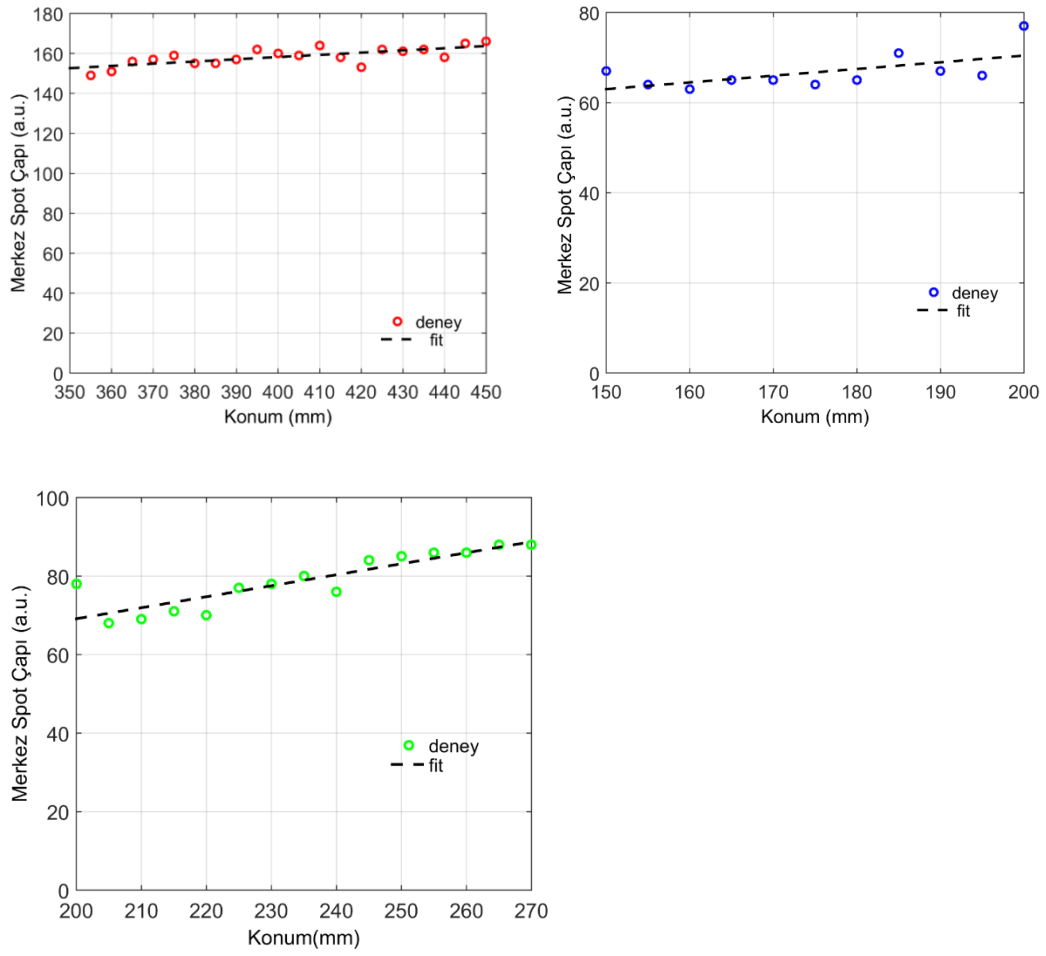 Merkez Spot Çapı (a.u.)
180
160
140
120
100
80
60
40
20
0
deney
fit
350 360 370 380 390 400 410 420 430 440 450
Konum (mm)
Merkez Spot Çapı (a.u.)
80
60
40
20
0
deney
fit
150 160 170 180 190 200
Konum (mm)
Merkez Spot Çapı (a.u.)
100
80
60
40
20
0
deney
fit
200 210 220 230 240 250 260 270
Konum(mm)